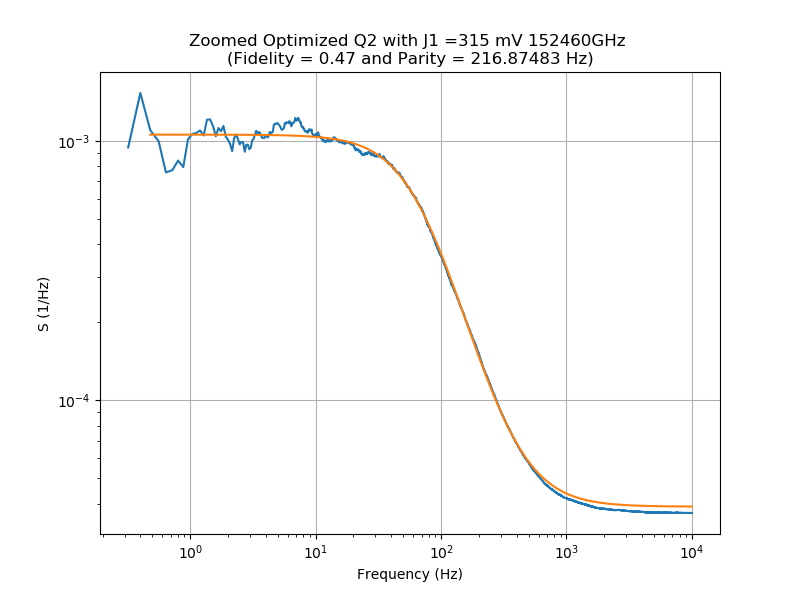 Zoomed Optimized Q2 with J1 =315 mV 152460GHz
(Fidelity = 0.47 and Parity = 216.87483 Hz)
S (1/Hz)
10⁻³
10⁻⁴
10⁰ 10¹ 10² 10³ 10⁴
Frequency (Hz)